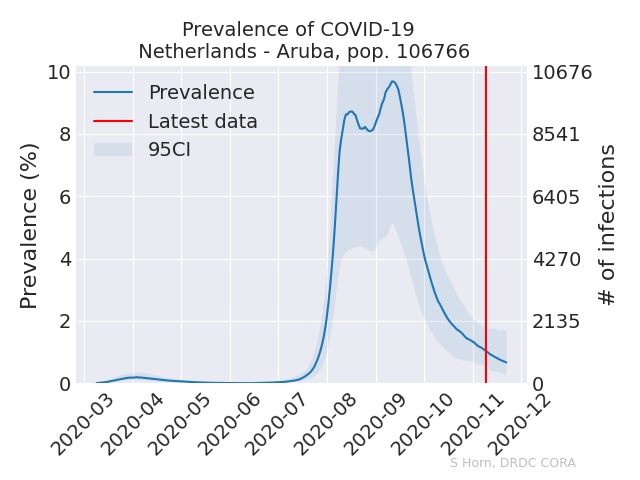 Prevalence of COVID-19
Netherlands - Aruba, pop. 106766
Prevalence (%)
10
8
6
4
2
0
Prevalence
Latest data
95CI
10676
8541
6405
4270
2135
0
# of infections
2020-03
2020-04
2020-05
2020-06
2020-07
2020-08
2020-09
2020-10
2020-11
2020-12
S Horn, DRDC CORA